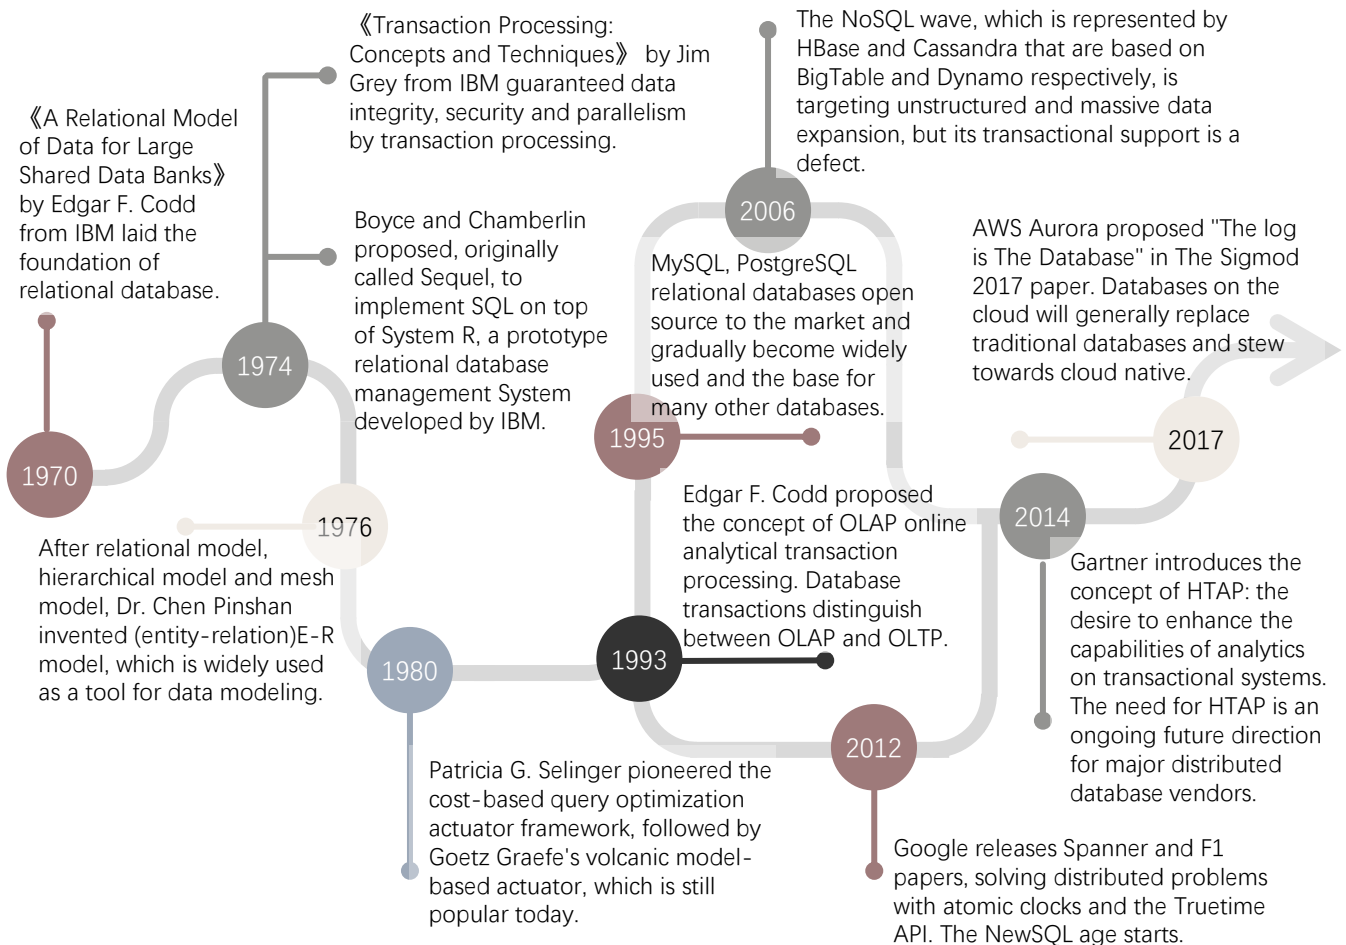 《A Relational Model
of Data for Large
Shared Data Banks》
by Edgar F. Codd
from IBM laid the
foundation of
relational database.
1970
《Transaction Processing:
Concepts and Techniques》 by Jim
Grey from IBM guaranteed data
integrity, security and parallelism
by transaction processing.
Boyce and Chamberlin
proposed, originally
called Sequel, to
implement SQL on top
of System R, a prototype
relational database
management System
developed by IBM.
1974
1976
After relational model,
hierarchical model and mesh
model, Dr. Chen Pinshan
invented (entity-relation)E-R
model, which is widely used
as a tool for data modeling.
1980
Patricia G. Selinger pioneered the
cost-based query optimization
actuator framework, followed by
Goetz Graefe's volcanic model-
based actuator, which is still
popular today.
1993
Edgar F. Codd proposed
the concept of OLAP online
analytical transaction
processing. Database
transactions distinguish
between OLAP and OLTP.
1995
MySQL, PostgreSQL
relational databases open
source to the market and
gradually become widely
used and the base for
many other databases.
2006
The NoSQL wave, which is represented by
HBase and Cassandra that are based on
BigTable and Dynamo respectively, is
targeting unstructured and massive data
expansion, but its transactional support is a
defect.
2012
Google releases Spanner and F1
papers, solving distributed problems
with atomic clocks and the Truetime
API. The NewSQL age starts.
2014
Gartner introduces the
concept of HTAP: the
desire to enhance the
capabilities of analytics
on transactional systems.
The need for HTAP is an
ongoing future direction
for major distributed
database vendors.
2017
AWS Aurora proposed "The log
is The Database" in The Sigmod
2017 paper. Databases on the
cloud will generally replace
traditional databases and stew
towards cloud native.